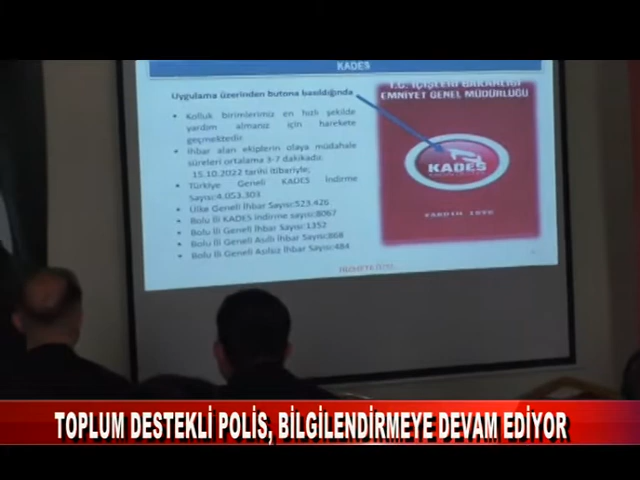 KADES
Uygulama üzerinden butona basıldığında
T.C. İÇİŞLERİ BAKANLIĞI
EMNİYET GENEL MÜDÜRLÜĞÜ
• Kolluk birimlerimiz en hızlı şekilde
yardım almanız için harekete
geçmektedir.
• İhbar alan ekiplerin olaya müdahale
süreleri ortalama 3-7 dakikadır.
15.10.2022 tarihi itibariyle;
• Türkiye Geneli KADES İndirme
Sayısı:4.053.303
• Ülke Geneli İhbar Sayısı:523.426
• Bolu İli KADES indirme sayısı:8067
• Bolu İli Geneli İhbar Sayısı:1352
• Bolu İli Geneli Asıllı İhbar Sayısı:868
• Bolu İli Geneli Asılsız İhbar Sayısı:484
KADES
TOPLUM DESTEKLİ POLİS, BİLGİLENDİRMEYE DEVAM EDİYOR